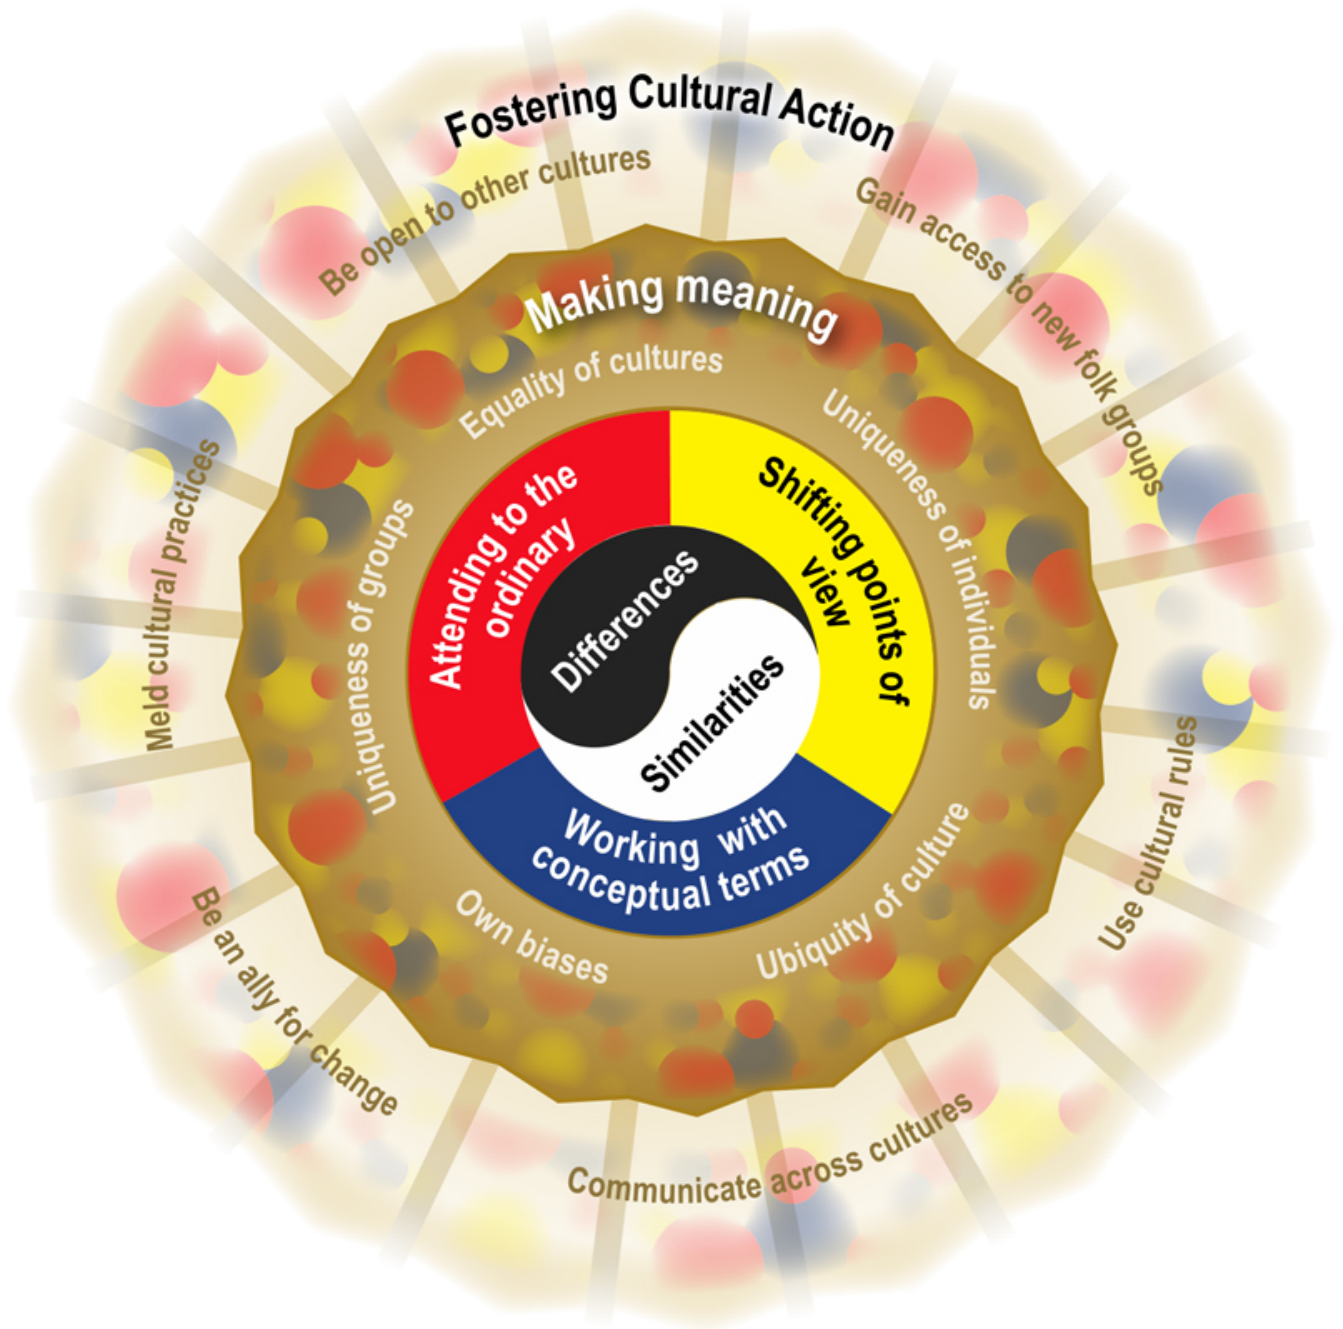 Fostering Cultural Action
Be open to other cultures
Gain access to new folk groups
Use cultural rules
Communicate across cultures
Be an ally for change
Meld cultural practices
Making meaning
Equality of cultures
Uniqueness of individuals
Ubiquity of culture
Own biases
Uniqueness of groups
Attending to the
ordinary
Shifting points of
view
Working with
conceptual terms
Differences
Similarities